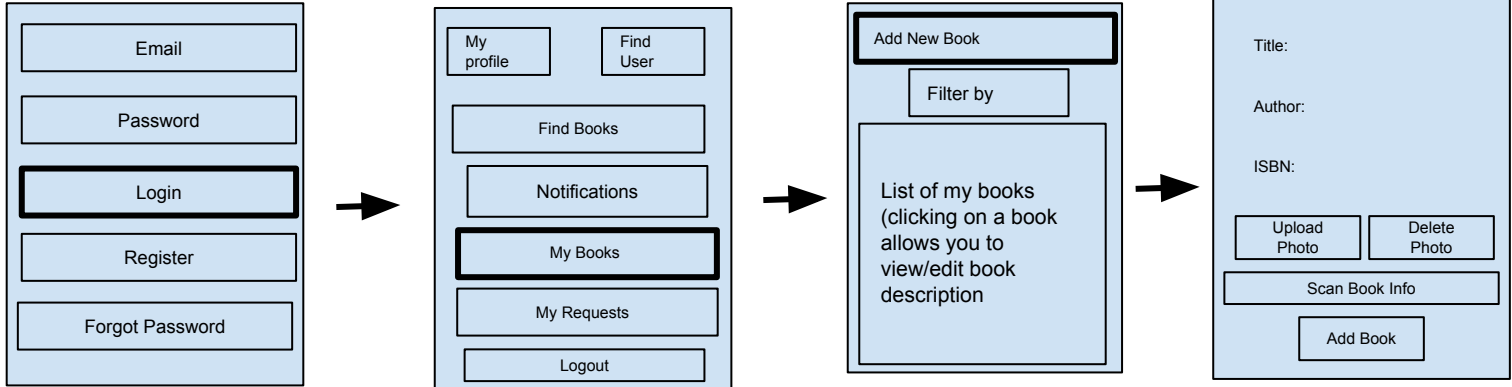 Email
Password
Login
Register
Forgot Password
My
profile
Find
User
Find Books
Notifications
My Books
My Requests
Logout
Add New Book
Filter by
List of my books
(clicking on a book
allows you to
view/edit book
description
Title:
Author:
ISBN:
Upload
Photo
Delete
Photo
Scan Book Info
Add Book